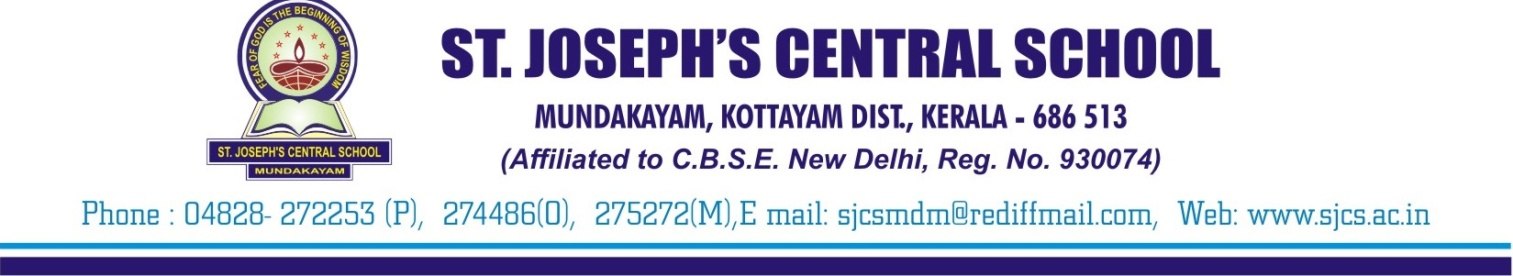 FEAR OF GOD IS THE BEGINNING OF WISDOM
ST. JOSEPH'S CENTRAL SCHOOL
MUNDAKAYAM
ST. JOSEPH'S CENTRAL SCHOOL
MUNDAKAYAM, KOTTAYAM DIST., KERALA - 686 513
(Affiliated to C.B.S.E. New Delhi, Reg. No. 930074)
Phone : 04828- 272253 (P), 274486(O), 275272(M),E mail: sjcsmdm@rediffmail.com, Web: www.sjcs.ac.in